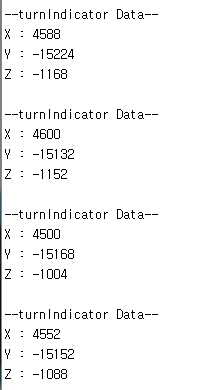 --turnIndicator Data--
X : 4588
Y : -15224
Z : -1168
--turnIndicator Data--
X : 4600
Y : -15132
Z : -1152
--turnIndicator Data--
X : 4500
Y : -15168
Z : -1004
--turnIndicator Data--
X : 4552
Y : -15152
Z : -1088